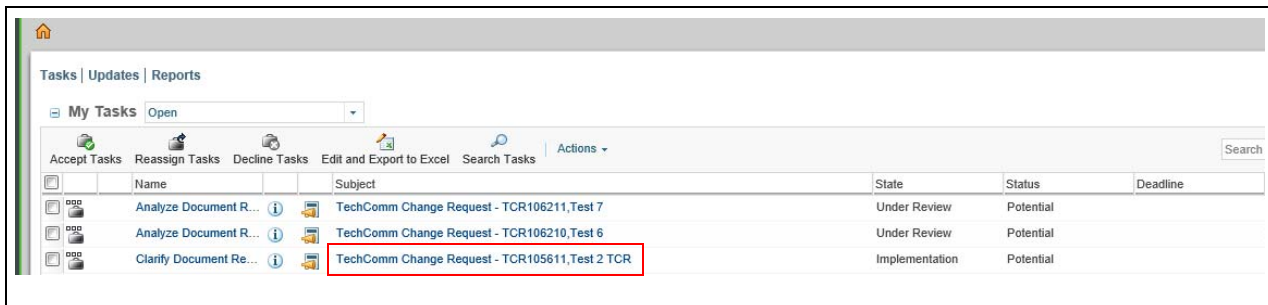 Tasks | Updates | Reports
My Tasks Open
Accept Tasks Reassign Tasks Decline Tasks Edit and Export to Excel Search Tasks Actions Search
Name Subject State Status Deadline
Analyze Document R... TechComm Change Request - TCR106211,Test 7 Under Review Potential
Analyze Document R... TechComm Change Request - TCR106210,Test 6 Under Review Potential
Clarify Document Re... TechComm Change Request - TCR105611,Test 2 TCR Implementation Potential